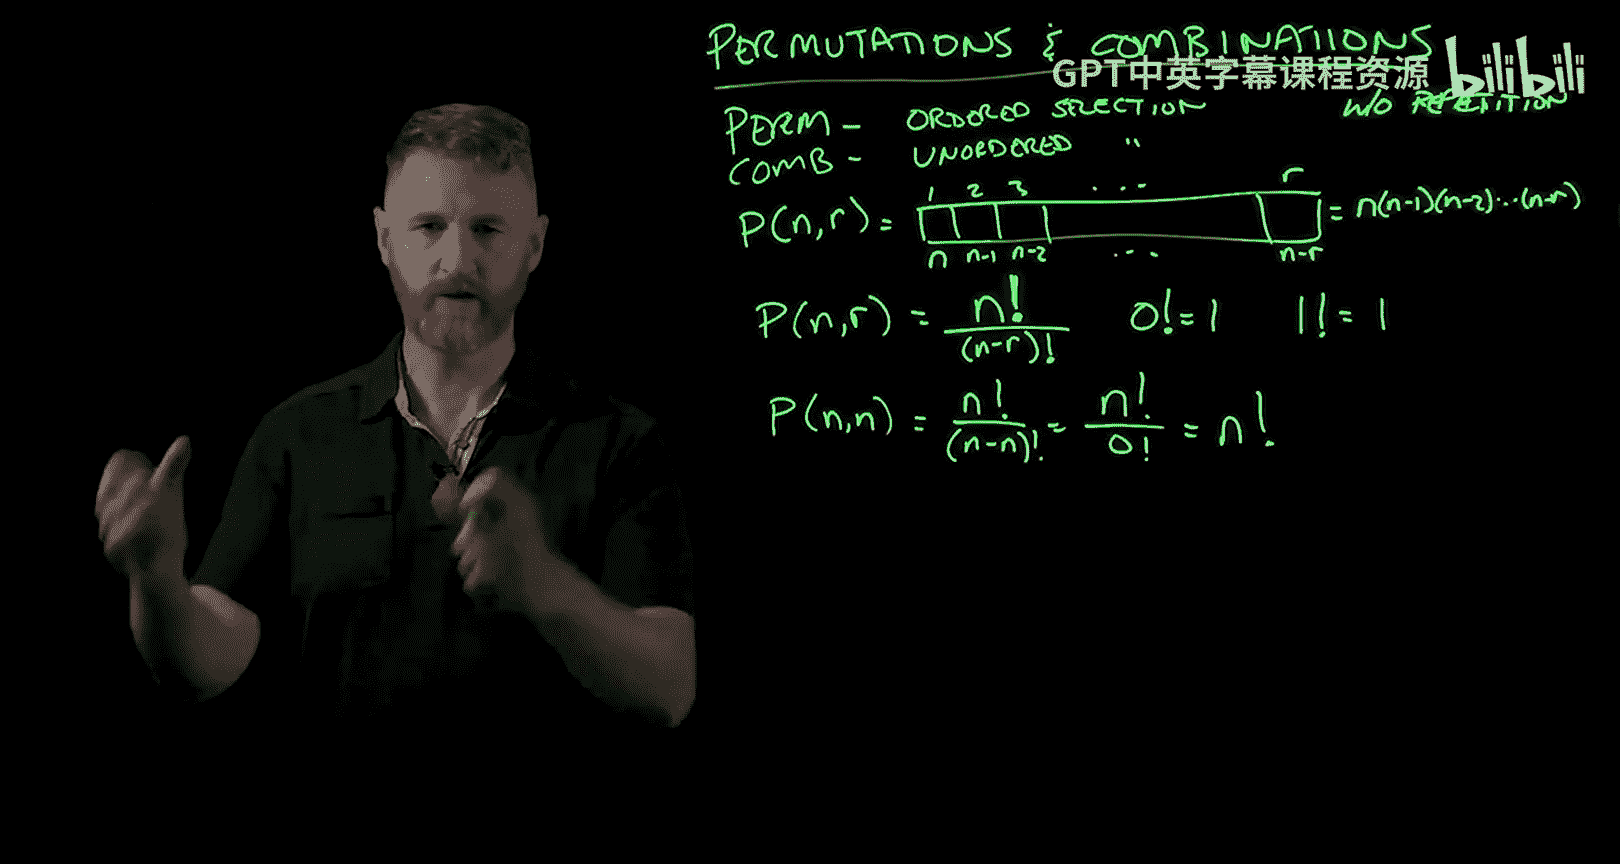 PERMUTATIONS & COMBINATIONS
GPT中英字幕课程资源 bilibili
PERM - ORDERED SELECTION W/O REPETITION
COMB - UNORDERED "
1 2 3 ... r
P(n,r) = = n(n-1)(n-2)...(n-r)
n n-1 n-2 ... n-r
P(n,r) = n!/(n-r)! 0! = 1 1! = 1
P(n,n) = n!/(n-n)! = n!/0! = n!